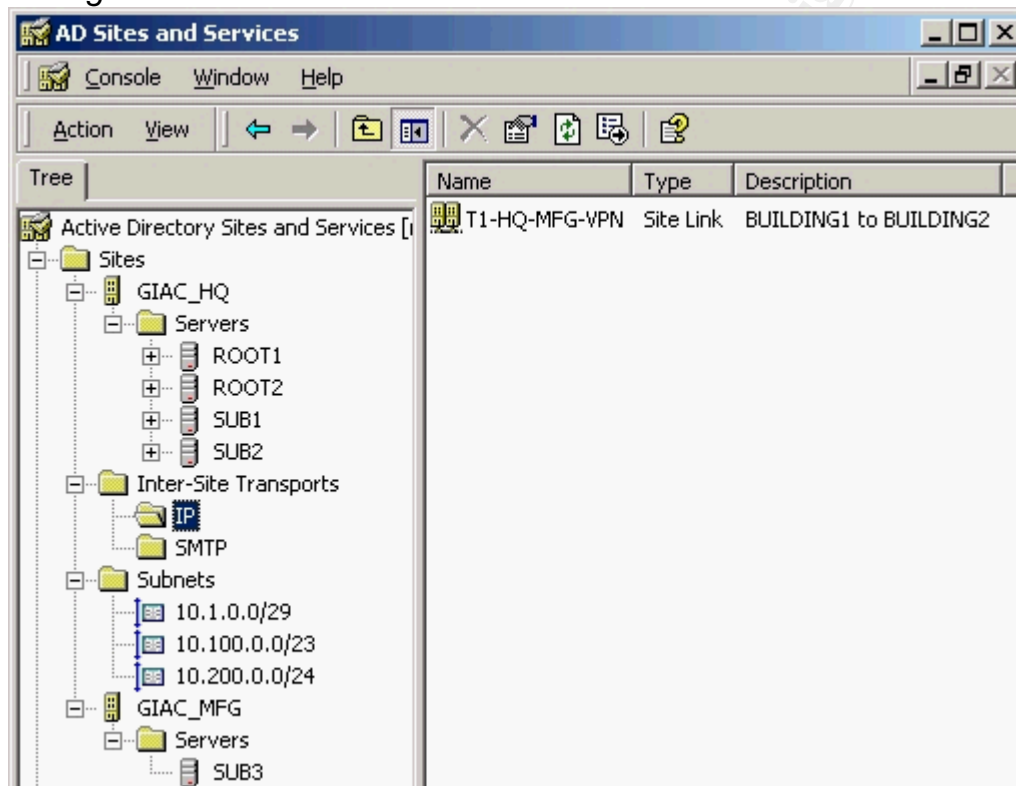 AD Sites and Services
Console Window Help
Action View
Tree
Name Type Description
Active Directory Sites and Services [
T1-HQ-MFG-VPN Site Link BUILDING1 to BUILDING2
Sites
GIAC_HQ
Servers
ROOT1
ROOT2
SUB1
SUB2
Inter-Site Transports
IP
SMTP
Subnets
10.1.0.0/29
10.100.0.0/23
10.200.0.0/24
GIAC_MFG
Servers
SUB3